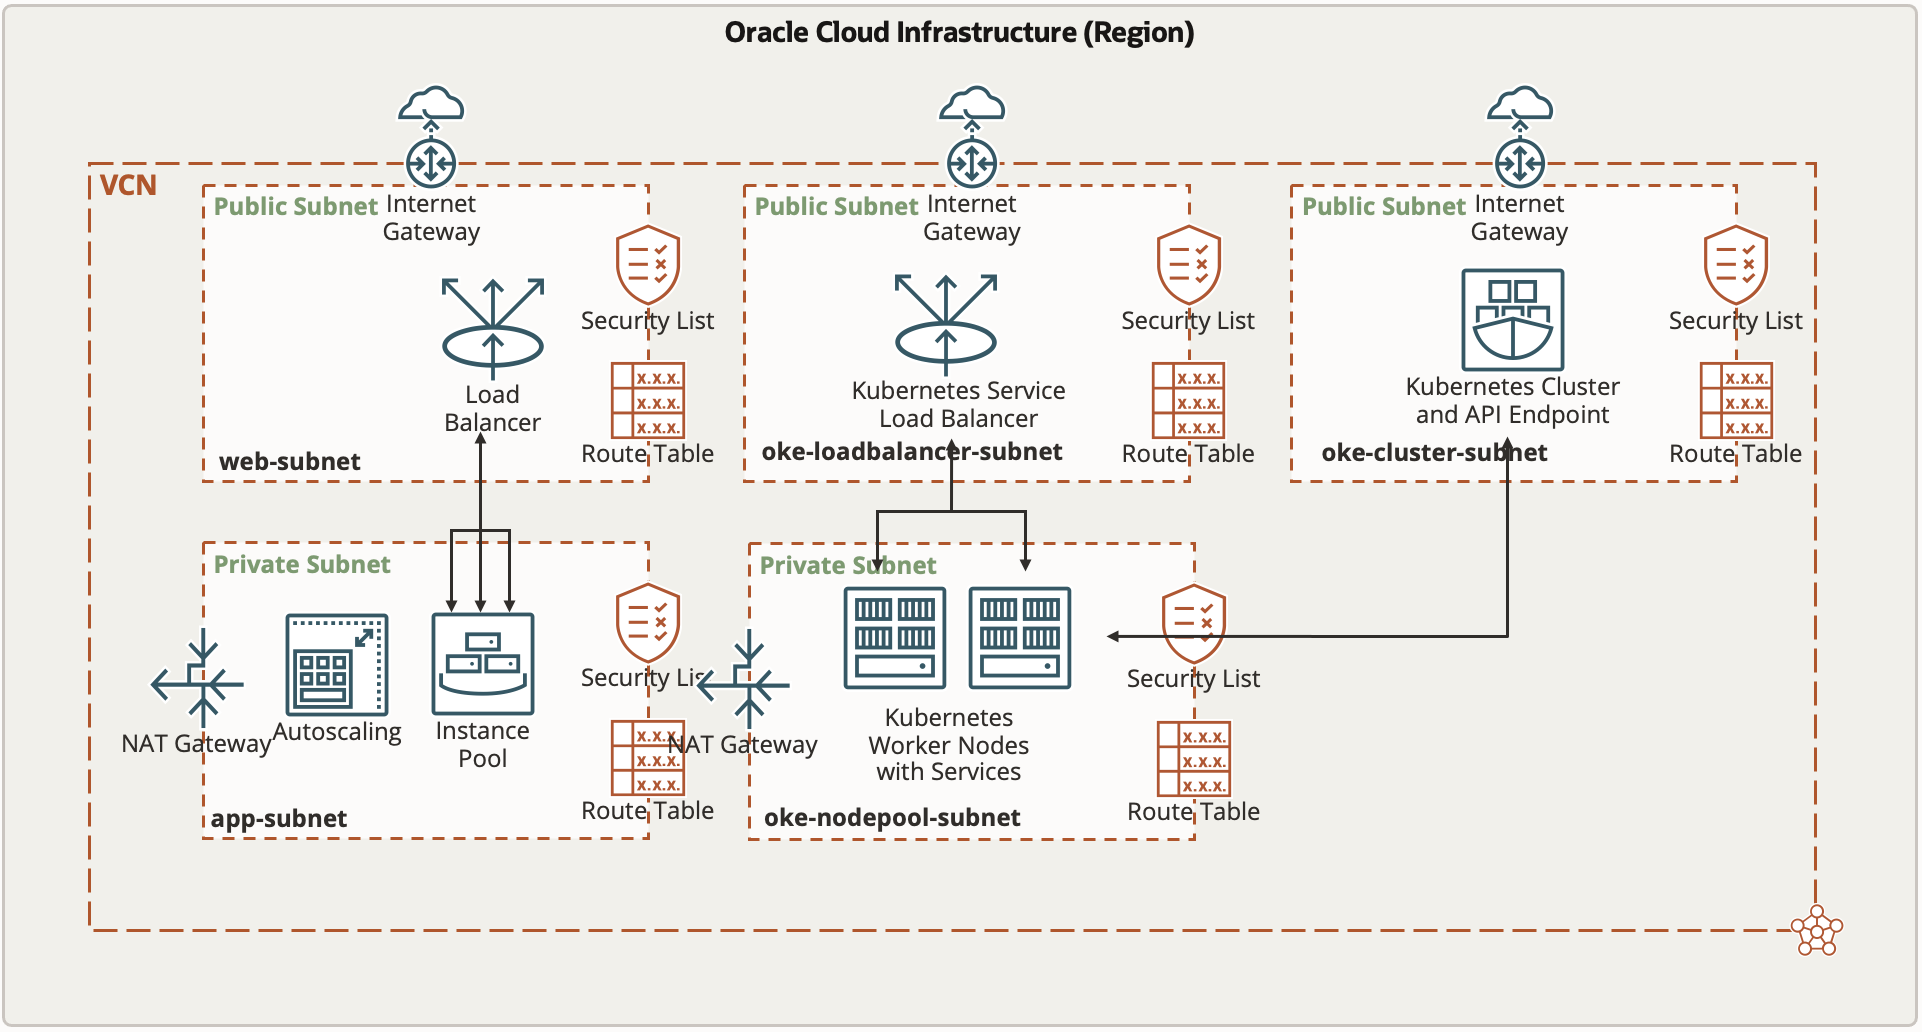 Oracle Cloud Infrastructure (Region)
VCN
Public Subnet
Internet
Gateway
Security List
Load
Balancer
x.x.x.
x.x.x.
x.x.x.
Route Table
web-subnet
Public Subnet
Internet
Gateway
Security List
Kubernetes Service
Load Balancer
x.x.x.
x.x.x.
x.x.x.
Route Table
oke-loadbalancer-subnet
Public Subnet
Internet
Gateway
Security List
Kubernetes Cluster
and API Endpoint
x.x.x.
x.x.x.
x.x.x.
Route Table
oke-cluster-subnet
Private Subnet
Security Lis
NAT Gateway
Autoscaling
Instance
Pool
x.x.x.
x.x.x.
x.x.x.
Route Table
app-subnet
Private Subnet
Security List
NAT Gateway
Kubernetes
Worker Nodes
with Services
x.x.x.
x.x.x.
x.x.x.
Route Table
oke-nodepool-subnet